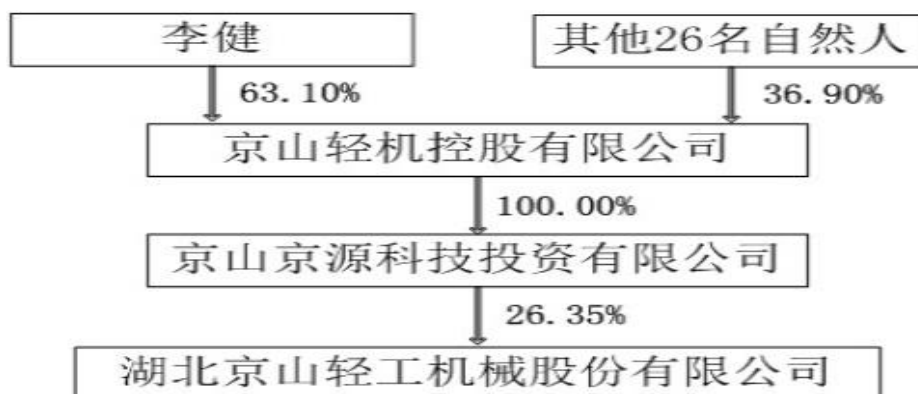 李健
其他26名自然人
63.10%
36.90%
京山轻机控股有限公司
100.00%
京山京源科技投资有限公司
26.35%
湖北京山轻工机械股份有限公司